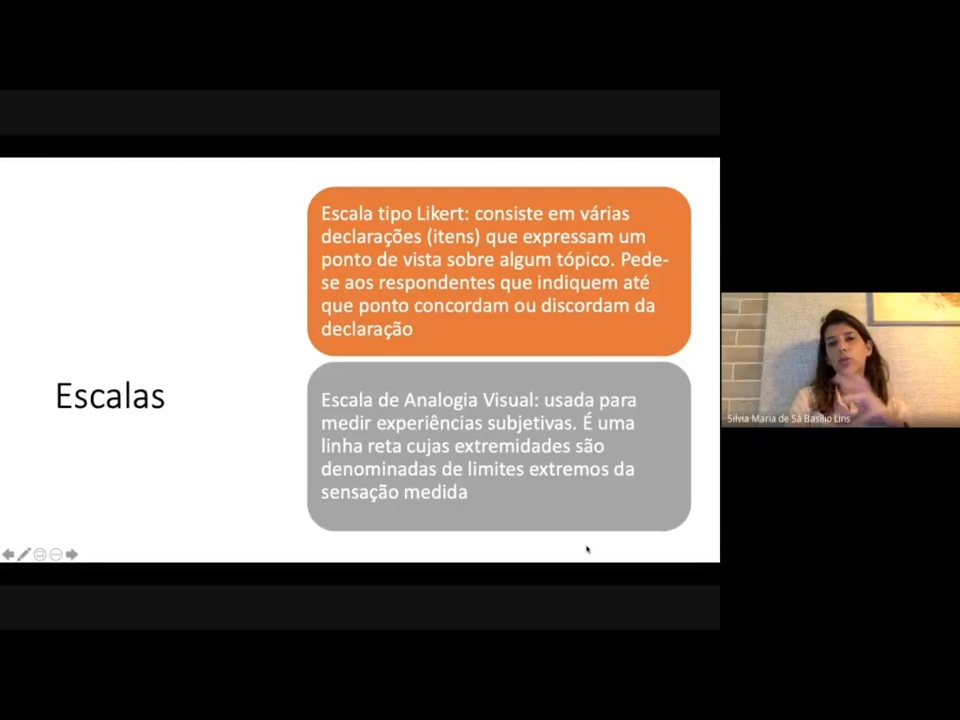 Escalas
Escala tipo Likert: consiste em várias
declarações (itens) que expressam um
ponto de vista sobre algum tópico. Pede-
se aos respondentes que indiquem até
que ponto concordam ou discordam da
declaração
Escala de Analogia Visual: usada para
medir experiências subjetivas. É uma
linha reta cujas extremidades são
denominadas de limites extremos da
sensação medida
Silvia Maria de Sá Basilio Lins